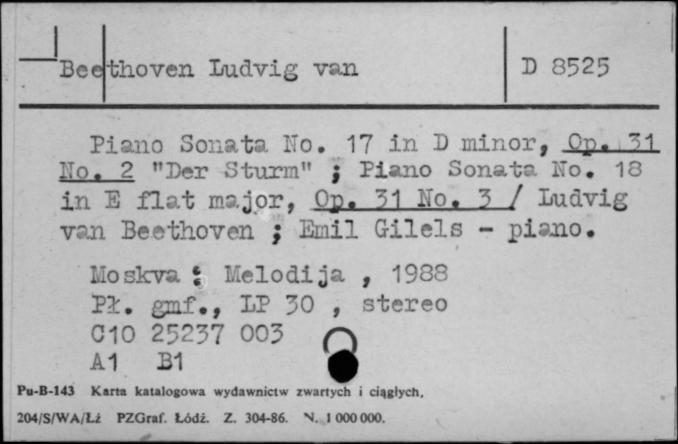 Beethoven Ludvig van D 8525
Piano Sonata No. 17 in D minor, Op. 31
No. 2 "Der Sturm" ; Piano Sonata No. 18
in E flat major, Op. 31 No. 3 / Ludvig
van Beethoven ; Emil Gilels - piano.
Moskva : Melodija , 1988
Pł. gmf., LP 30 , stereo
C10 25237 003
A1 B1
Pu-B-143 Karta katalogowa wydawnictw zwartych i ciągłych.
204/S/WA/Łż PZGraf. Łódź. Z. 304-86. N. 1 000 000.